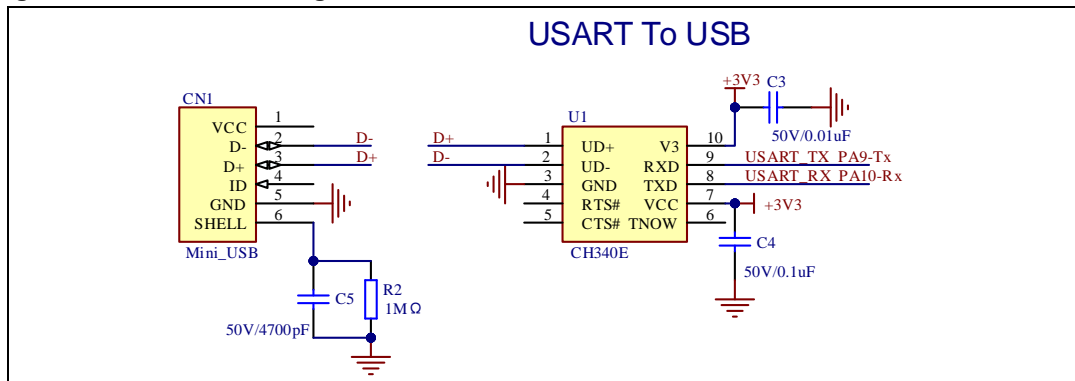 USART To USB
CN1
VCC 1
D- 2 D-
D+ 3 D+
ID 4
GND 5
SHELL 6
Mini_USB
C5
50V/4700pF
R2
1MΩ
U1
D+ 1 UD+
D- 2 UD-
3 GND
4 RTS#
5 CTS#
V3 10
RXD 9 USART_TX_PA9-Tx
TXD 8 USART_RX_PA10-Rx
VCC 7 +3V3
TNOW 6
CH340E
+3V3
C3
50V/0.01uF
C4
50V/0.1uF